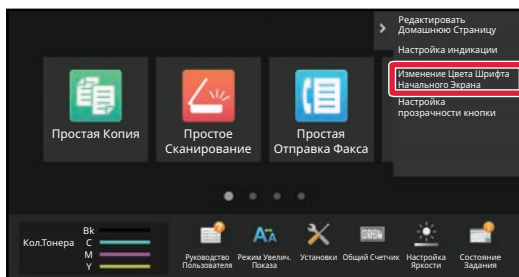 Редактировать
Домашнюю Страницу
Настройка индикации
Изменение Цвета Шрифта
Начального Экрана
Настройка
прозрачности кнопки
Простая Копия
Простое
Сканирование
Простая
Отправка Факса
Кол.Тонера
Bk
C
M
Y
Руководство
Пользователя
Режим Увелич.
Показа
Установки
Общий Счетчик
Настройка
Яркости
Состояние
Задания